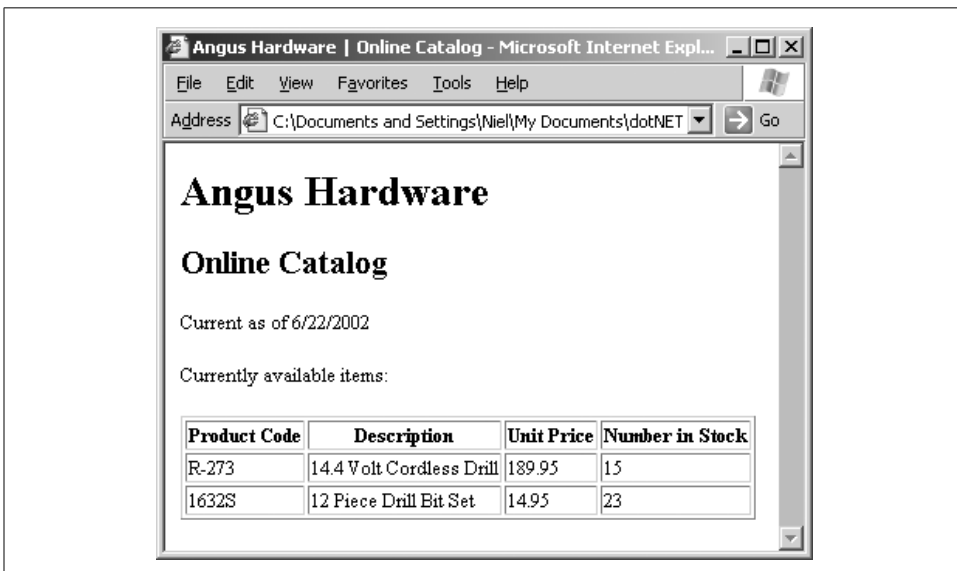 Angus Hardware | Online Catalog - Microsoft Internet Expl...
File Edit View Favorites Tools Help
Address C:\Documents and Settings\Niel\My Documents\dotNET Go
Angus Hardware
Online Catalog
Current as of 6/22/2002
Currently available items:
Product Code Description Unit Price Number in Stock
R-273 14.4 Volt Cordless Drill 189.95 15
1632S 12 Piece Drill Bit Set 14.95 23